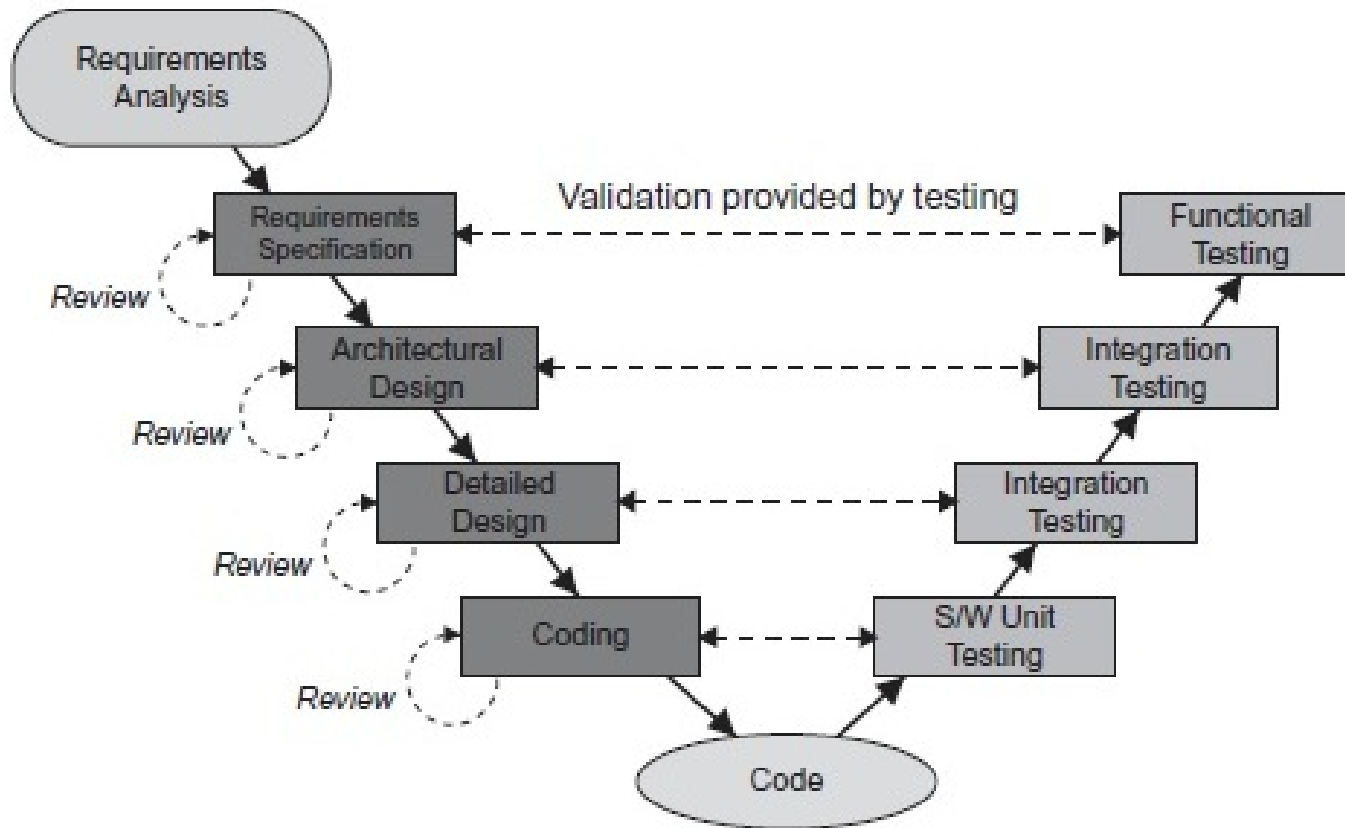 Requirements
Analysis
Requirements
Specification
Validation provided by testing
Functional
Testing
Review
Architectural
Design
Integration
Testing
Review
Detailed
Design
Integration
Testing
Review
Coding
S/W Unit
Testing
Review
Code